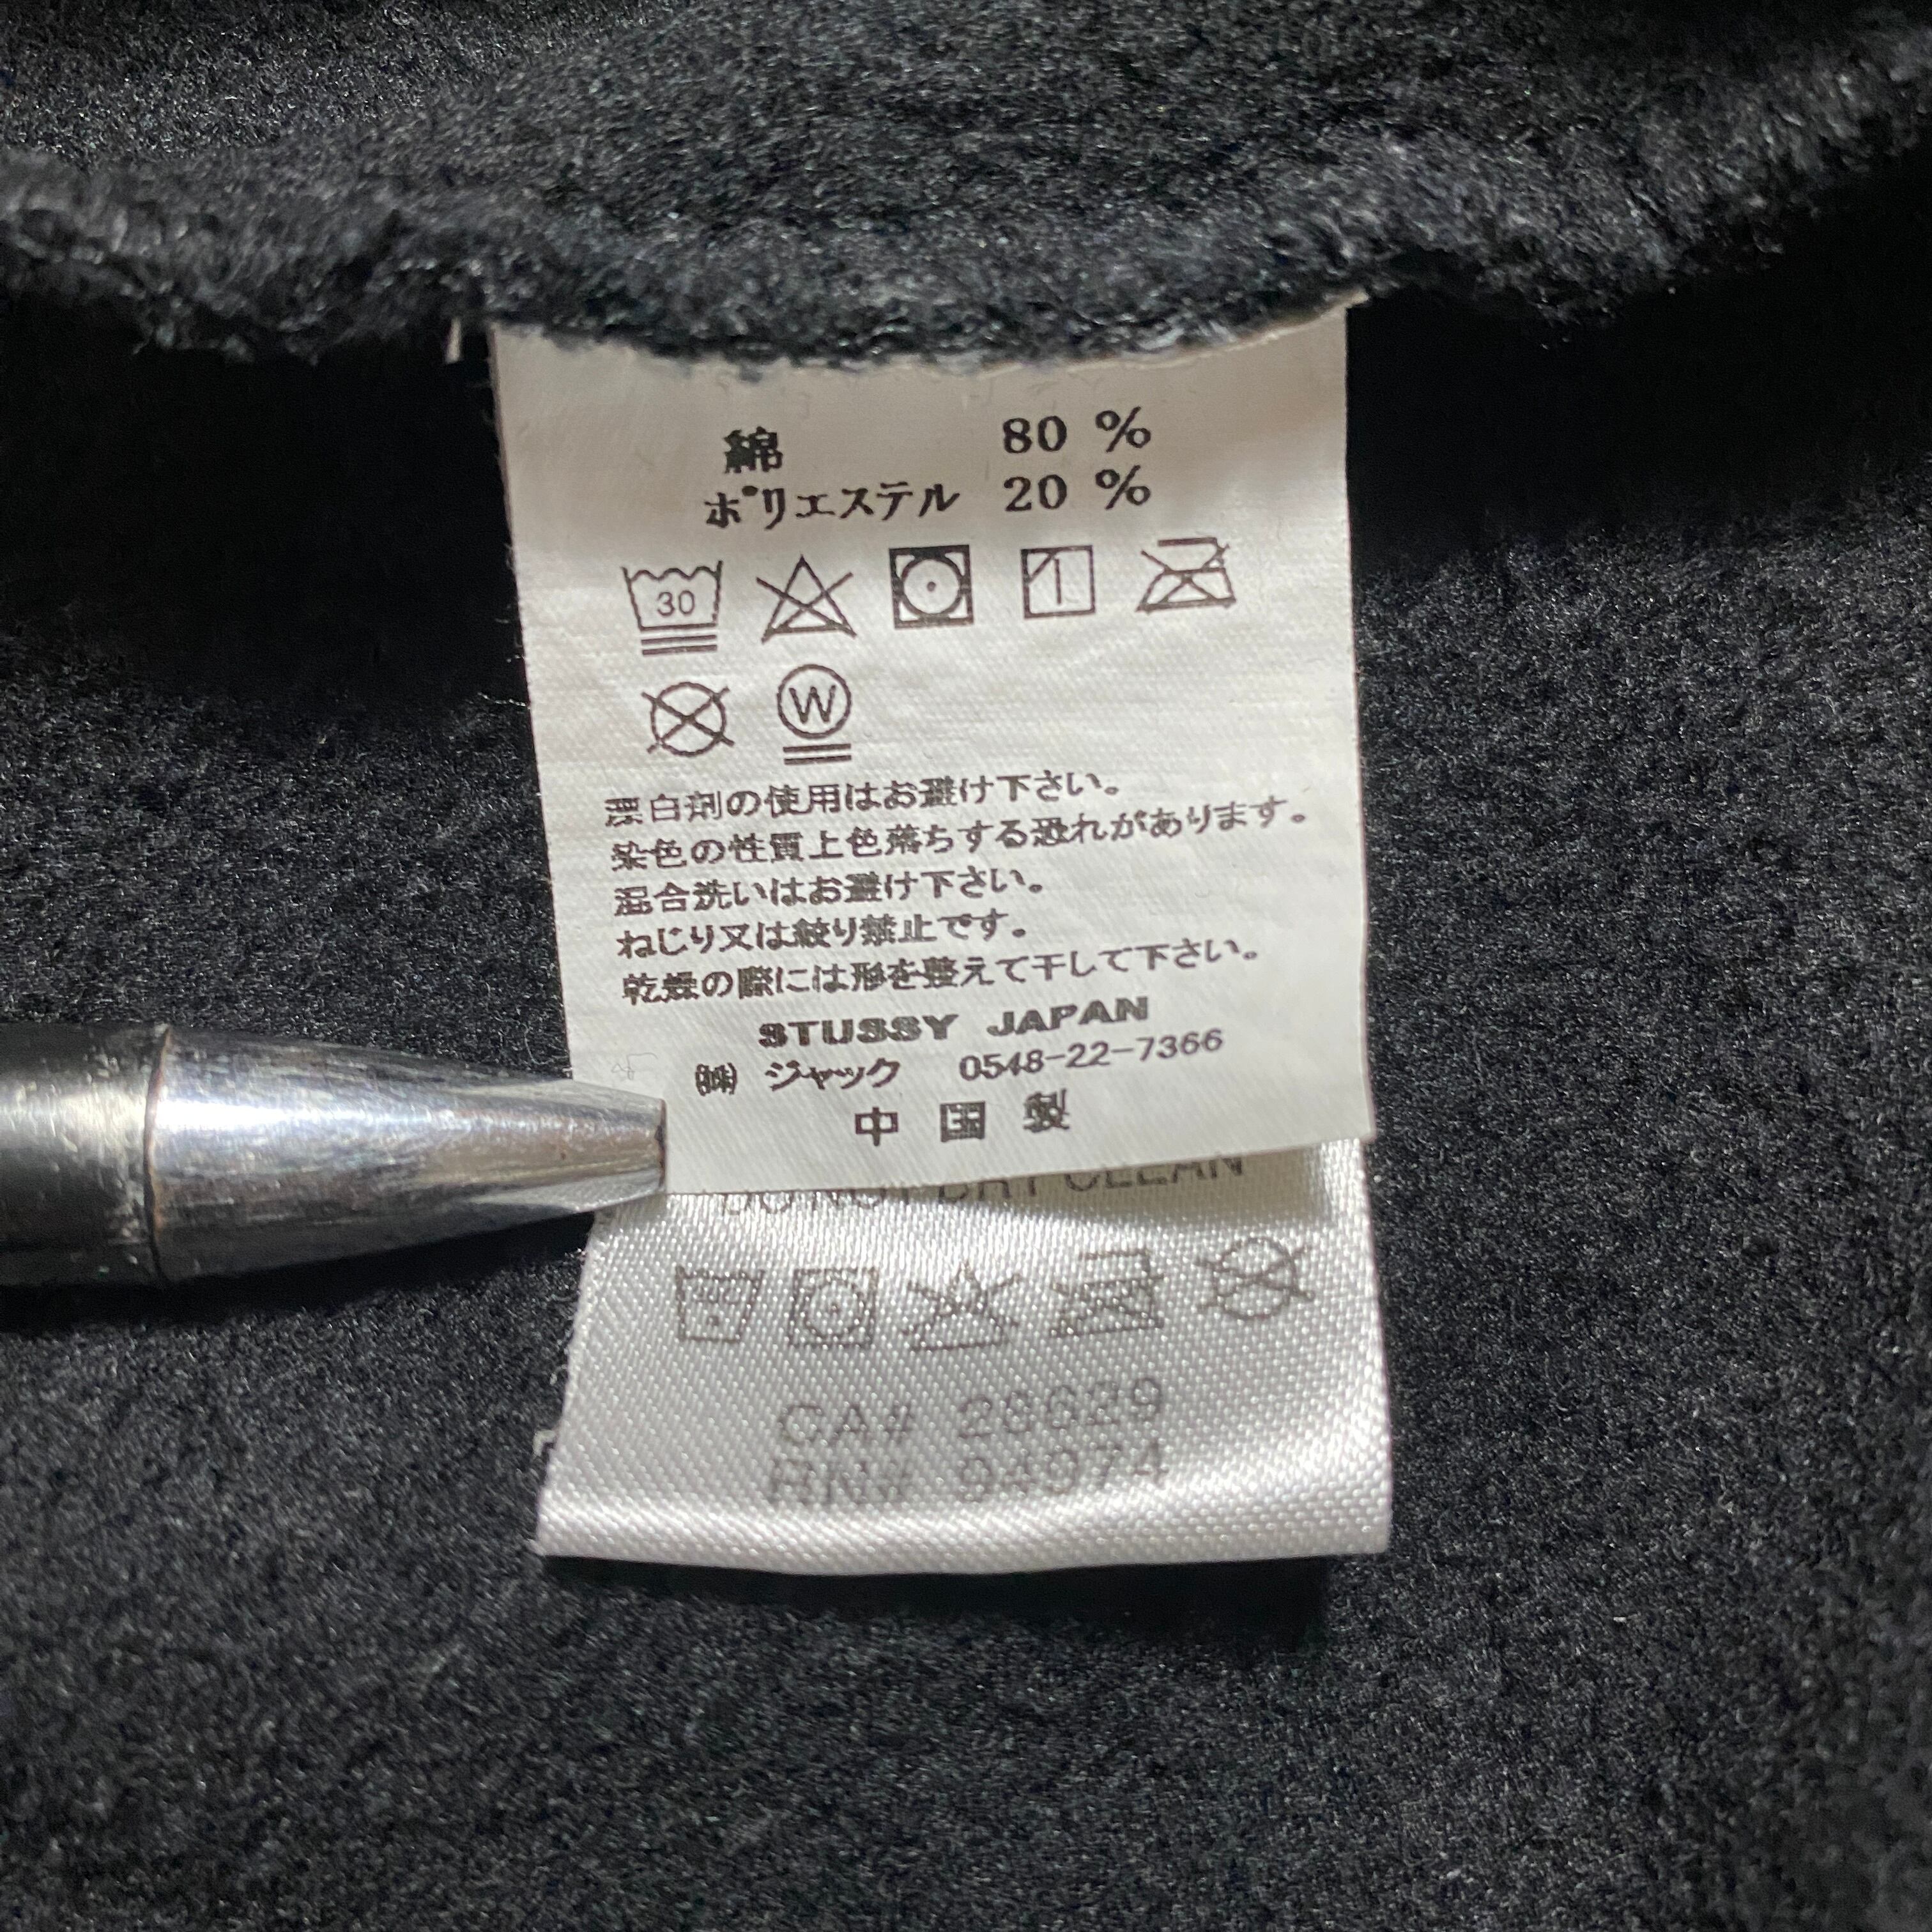 綿 80 %
ポリエステル 20 %
30
W
漂白剤の使用はお避け下さい。
染色の性質上色落ちする恐れがあります。
混合洗いはお避け下さい。
ねじり又は絞り禁止です。
乾燥の際には形を整えて干して下さい。
STUSSY JAPAN
㈱ ジャック 0548-22-7366
中国製
DO NOT DRY CLEAN
CA# 26629
RN# 94974